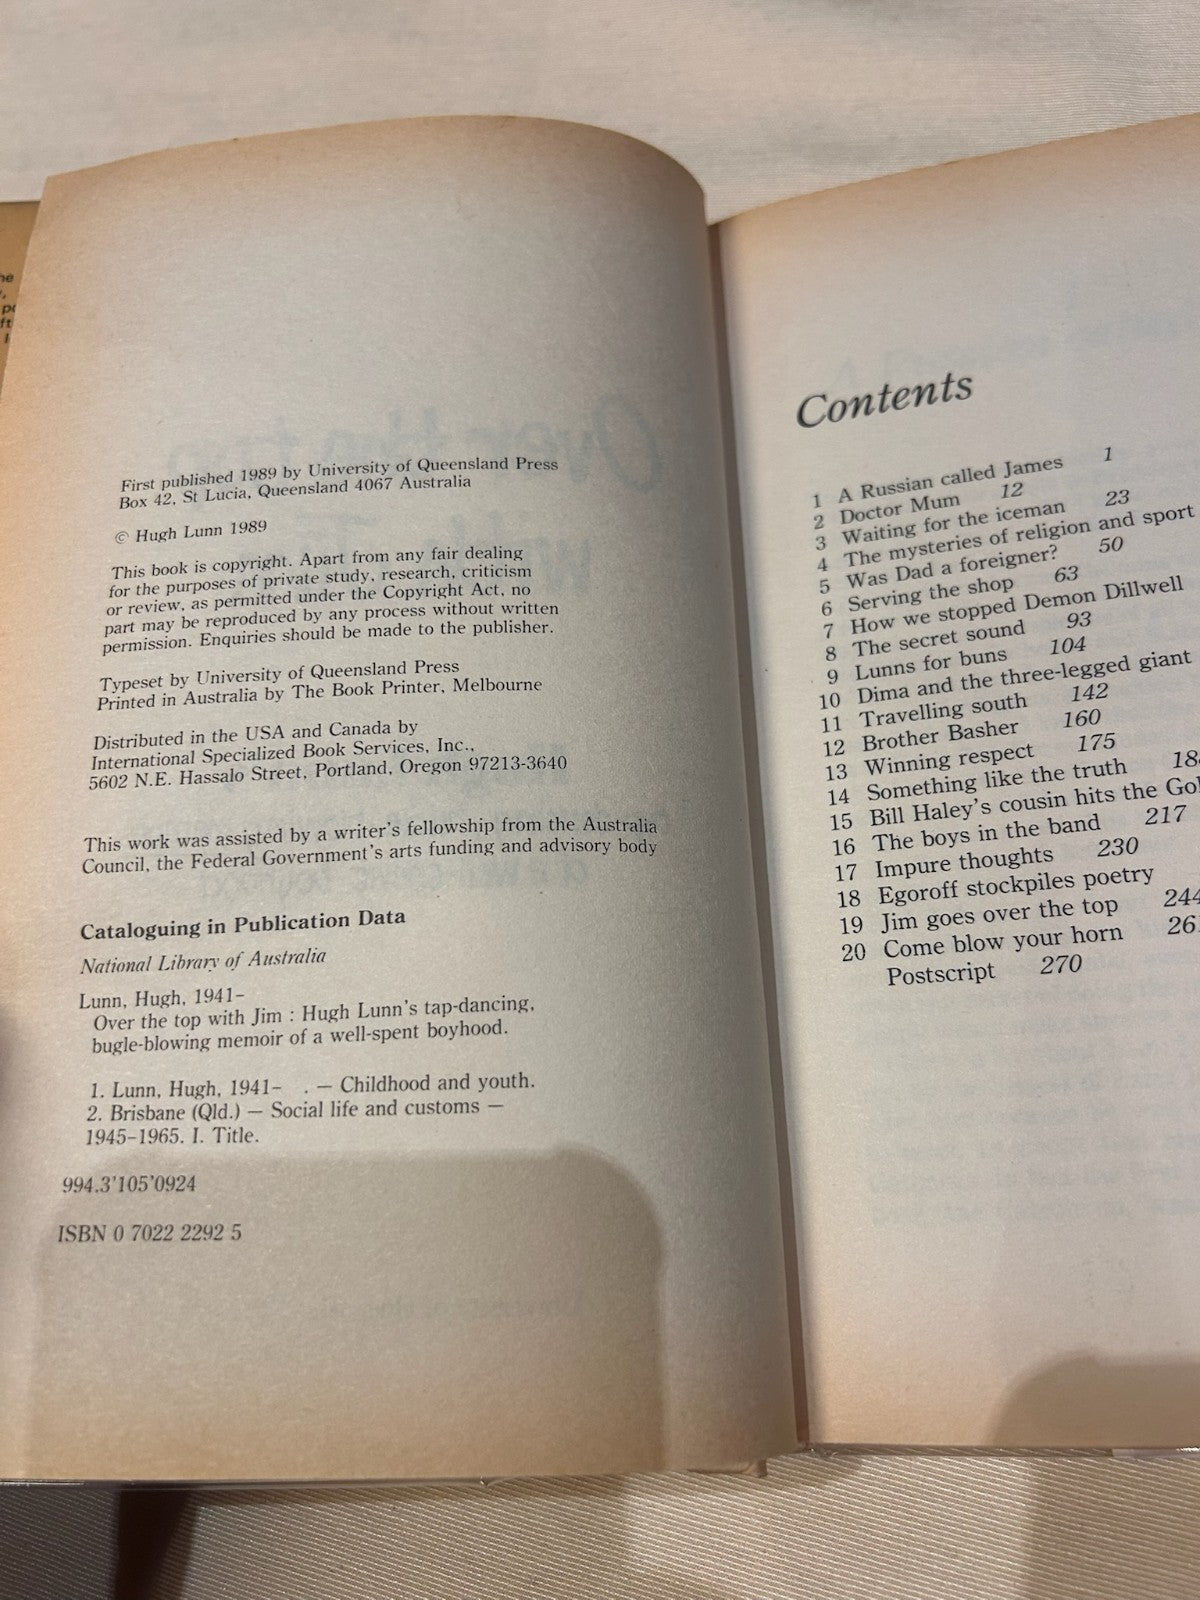 First published 1989 by University of Queensland Press
Box 42, St Lucia, Queensland 4067 Australia
© Hugh Lunn 1989
This book is copyright. Apart from any fair dealing
for the purposes of private study, research, criticism
or review, as permitted under the Copyright Act, no
part may be reproduced by any process without written
permission. Enquiries should be made to the publisher.
Typeset by University of Queensland Press
Printed in Australia by The Book Printer, Melbourne
Distributed in the USA and Canada by
International Specialized Book Services, Inc.,
5602 N.E. Hassalo Street, Portland, Oregon 97213-3640
This work was assisted by a writer's fellowship from the Australia
Council, the Federal Government's arts funding and advisory body
Cataloguing in Publication Data
National Library of Australia
Lunn, Hugh, 1941–
Over the top with Jim : Hugh Lunn's tap-dancing,
bugle-blowing memoir of a well-spent boyhood.
1. Lunn, Hugh, 1941– . — Childhood and youth.
2. Brisbane (Qld.) — Social life and customs —
1945–1965. I. Title.
994.3'105'0924
ISBN 0 7022 2292 5
Contents
1 A Russian called James 1
2 Doctor Mum 12
3 Waiting for the iceman 23
4 The mysteries of religion and sport
5 Was Dad a foreigner? 50
6 Serving the shop 63
7 How we stopped Demon Dillwell
8 The secret sound 93
9 Lunns for buns 104
10 Dima and the three-legged giant
11 Travelling south 142
12 Brother Basher 160
13 Winning respect 175
14 Something like the truth
15 Bill Haley's cousin hits the
16 The boys in the band 217
17 Impure thoughts 230
18 Egoroff stockpiles poetry
19 Jim goes over the top 244
20 Come blow your horn
Postscript 270